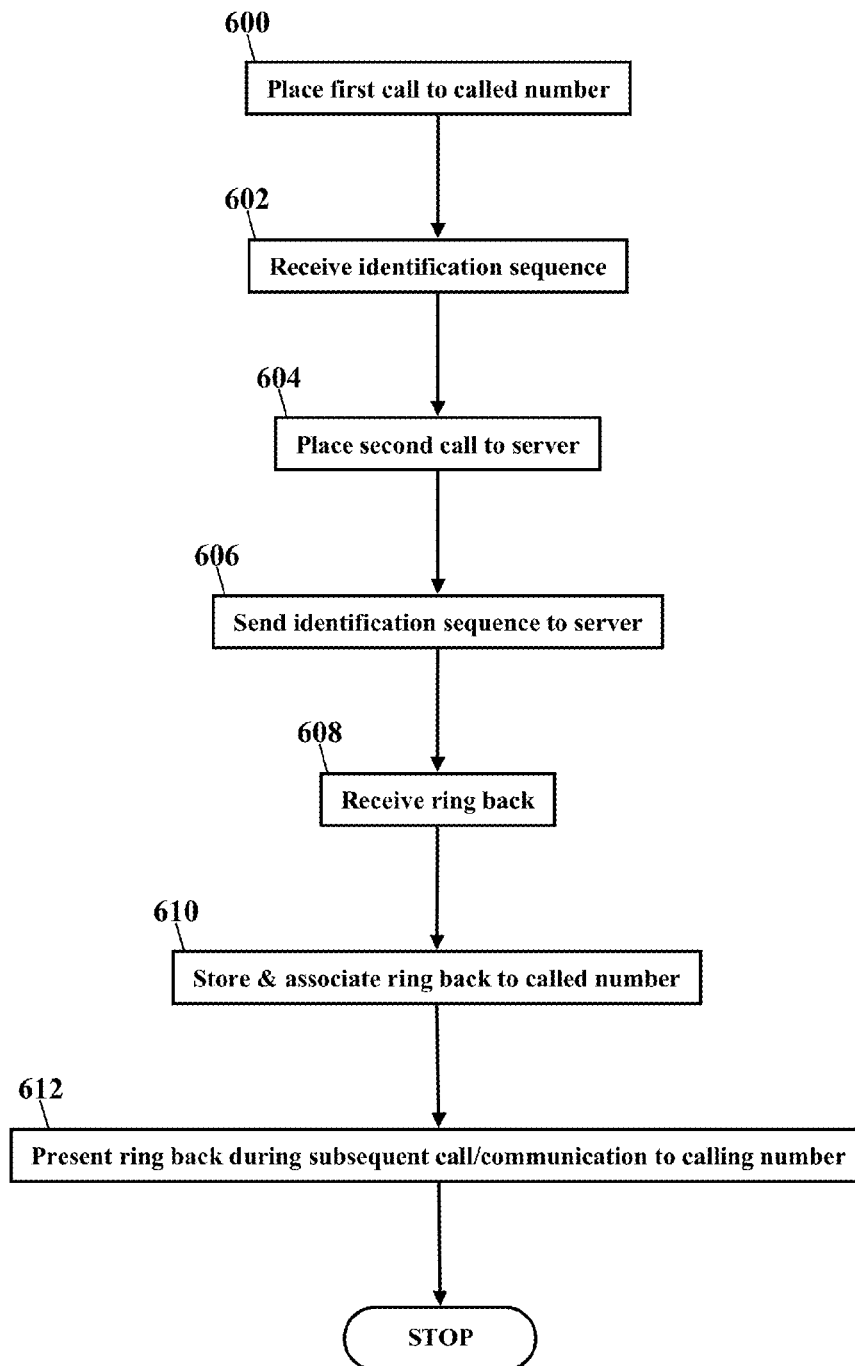 600
Place first call to called number
602
Receive identification sequence
604
Place second call to server
606
Send identification sequence to server
608
Receive ring back
610
Store & associate ring back to called number
612
Present ring back during subsequent call/communication to calling number
STOP